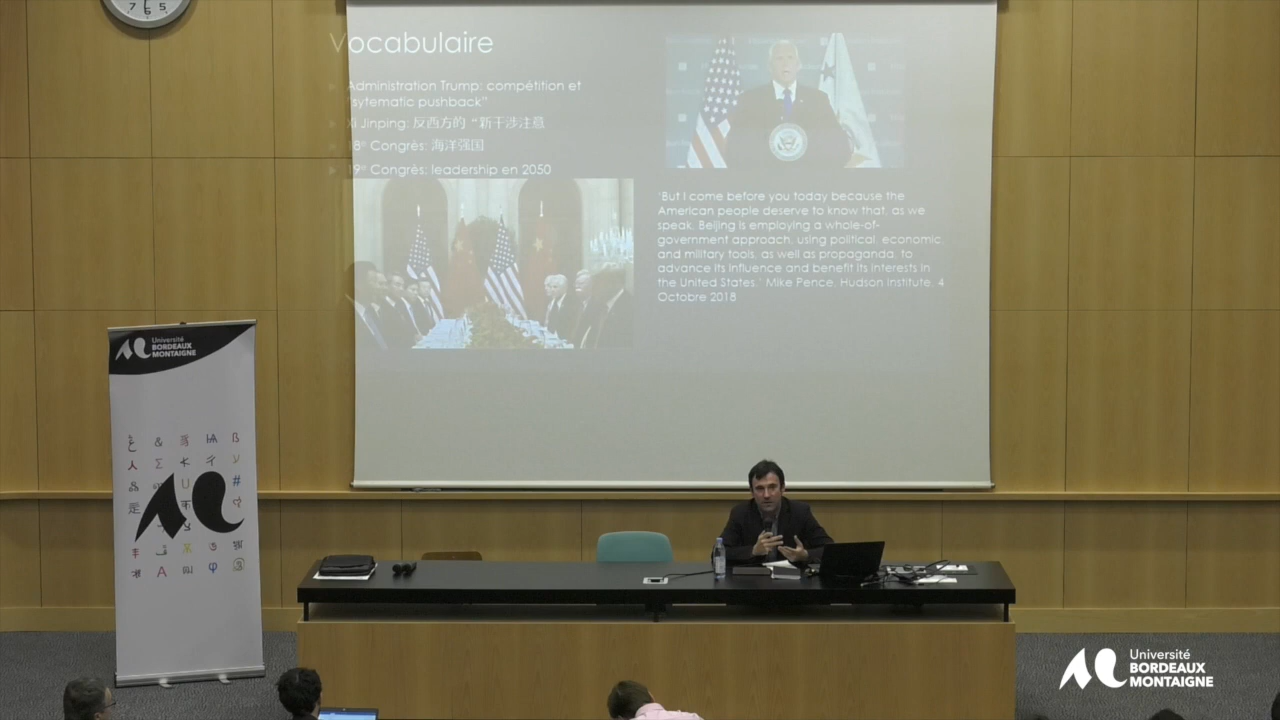 Vocabulaire
Administration Trump: compétition et
"sytematic pushback"
Xi Jinping: 反西方的 "新干涉注意
18e Congrès: 海洋强国
19e Congrès: leadership en 2050
'But I come before you today because the
American people deserve to know that, as we
speak, Beijing is employing a whole-of-
government approach, using political, economic,
and military tools, as well as propaganda, to
advance its influence and benefit its interests in
the United States.' Mike Pence, Hudson Institute, 4
Octobre 2018
Université
BORDEAUX
MONTAIGNE
Université
BORDEAUX
MONTAIGNE